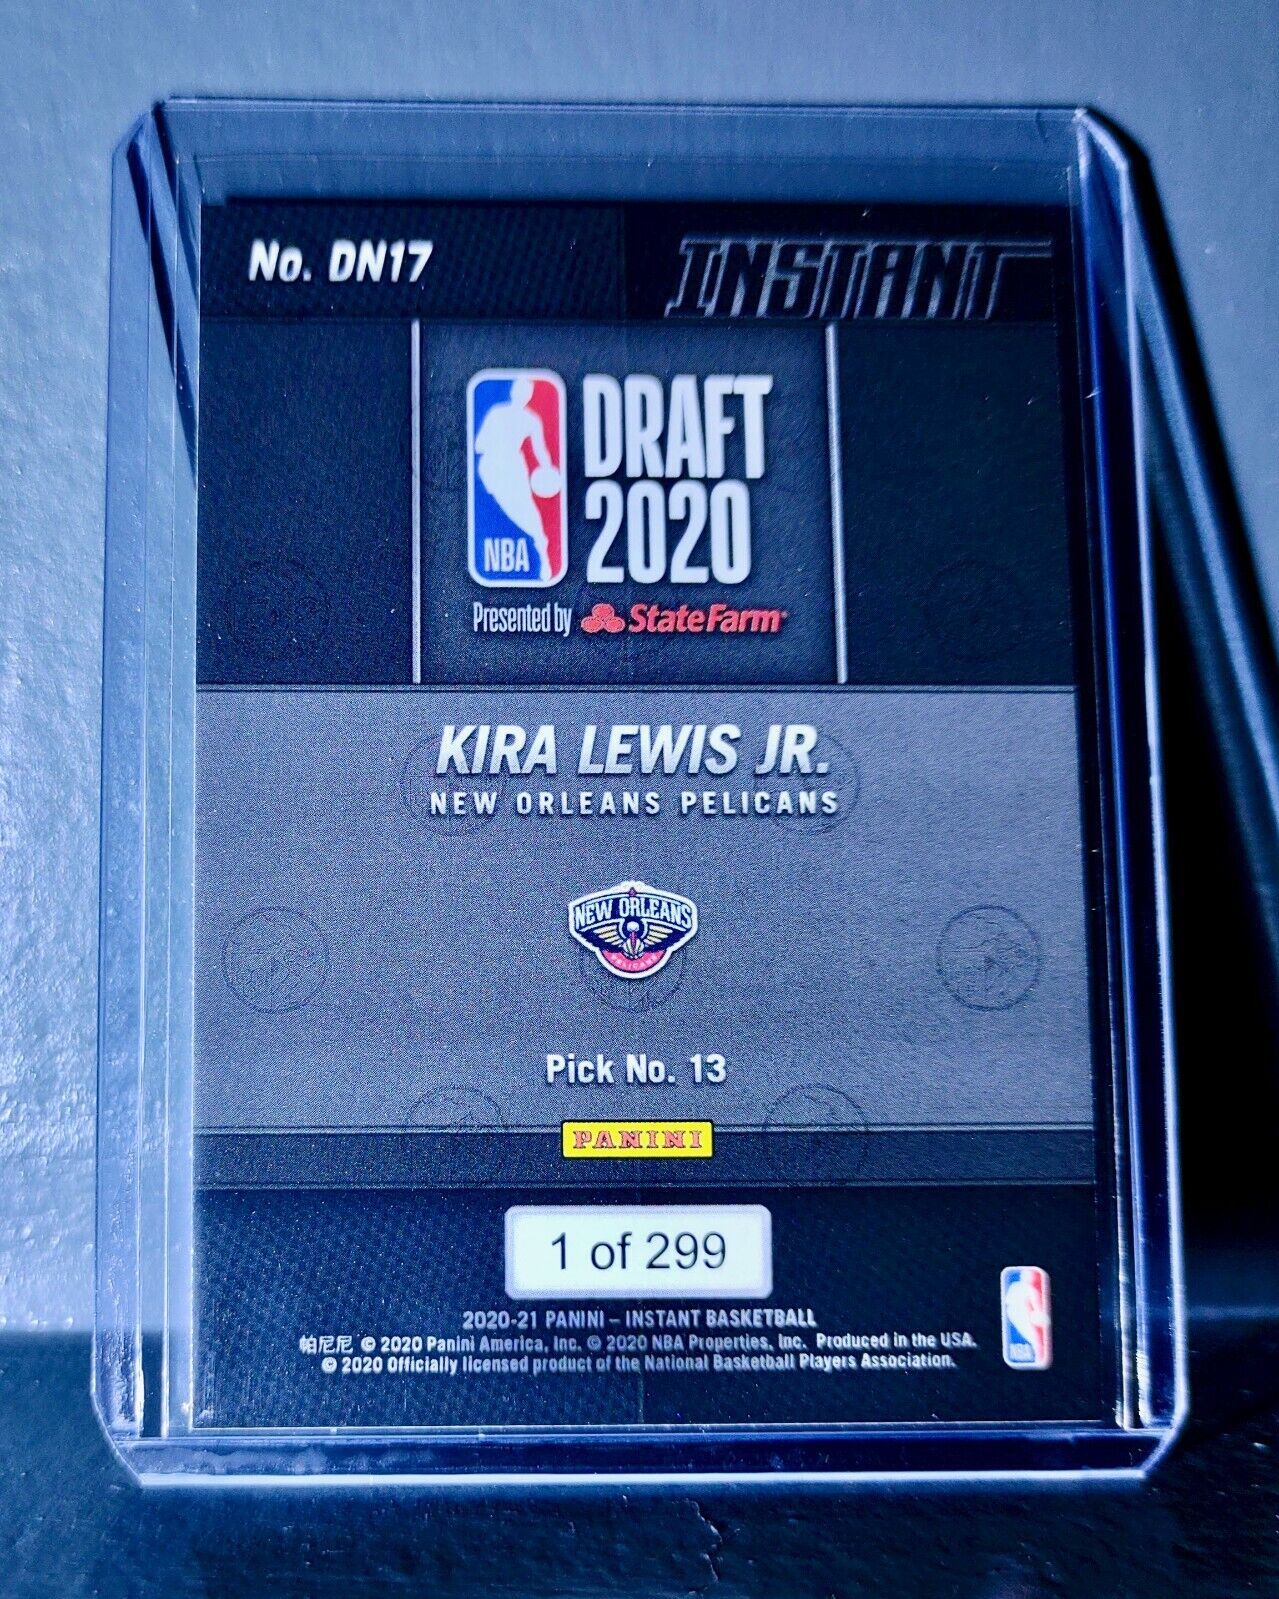 No. DN17 INSTANT
DRAFT
2020
NBA
Presented by StateFarm
KIRA LEWIS JR.
NEW ORLEANS PELICANS
NEW ORLEANS
PELICANS
Pick No. 13
PANINI
1 of 299
2020-21 PANINI – INSTANT BASKETBALL
帕尼尼 © 2020 Panini America, Inc. © 2020 NBA Properties, Inc. Produced in the USA.
© 2020 Officially licensed product of the National Basketball Players Association.
NBA